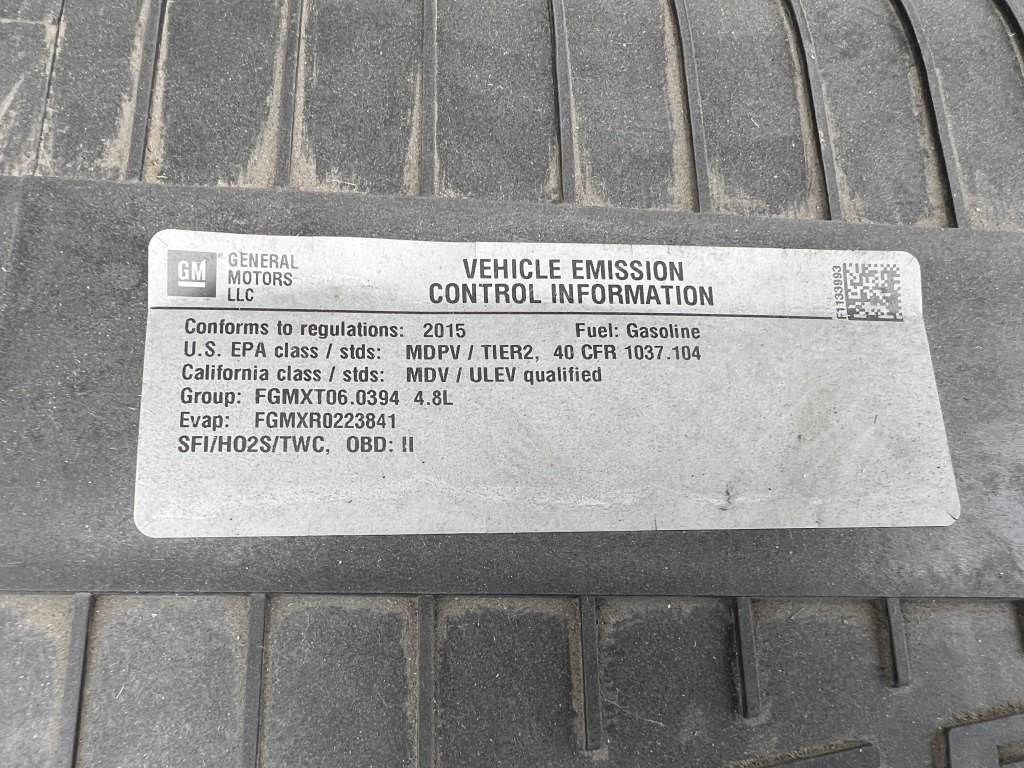 GM
GENERAL
MOTORS
LLC
VEHICLE EMISSION
CONTROL INFORMATION
F1133993
Conforms to regulations: 2015 Fuel: Gasoline
U.S. EPA class / stds: MDPV / TIER2, 40 CFR 1037.104
California class / stds: MDV / ULEV qualified
Group: FGMXT06.0394 4.8L
Evap: FGMXR0223841
SFI/HO2S/TWC, OBD: II